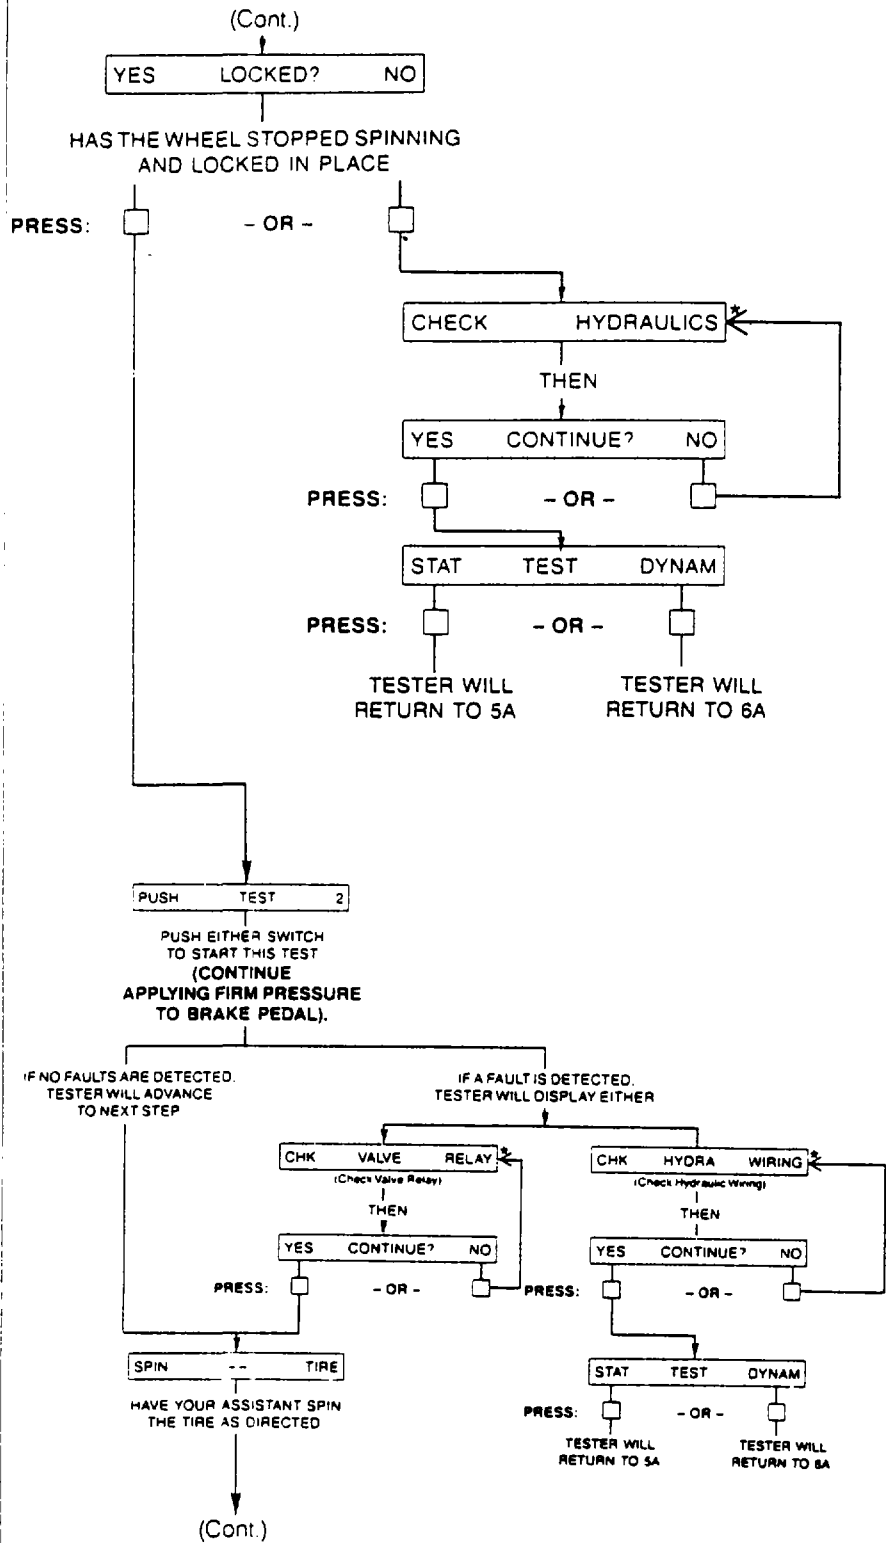 (Cont.)
YES LOCKED? NO
HAS THE WHEEL STOPPED SPINNING
AND LOCKED IN PLACE
PRESS: - OR -
CHECK HYDRAULICS *
THEN
YES CONTINUE? NO
PRESS: - OR -
STAT TEST DYNAM
PRESS: - OR -
TESTER WILL
RETURN TO 5A
TESTER WILL
RETURN TO 6A
PUSH TEST 2
PUSH EITHER SWITCH
TO START THIS TEST
(CONTINUE
APPLYING FIRM PRESSURE
TO BRAKE PEDAL).
IF NO FAULTS ARE DETECTED.
TESTER WILL ADVANCE
TO NEXT STEP
IF A FAULT IS DETECTED.
TESTER WILL DISPLAY EITHER
CHK VALVE RELAY *
(Check Valve Relay)
THEN
YES CONTINUE? NO
PRESS: - OR -
CHK HYDRA WIRING *
(Check Hydraulic Wiring)
THEN
YES CONTINUE? NO
PRESS: - OR -
STAT TEST DYNAM
PRESS: - OR -
TESTER WILL
RETURN TO 5A
TESTER WILL
RETURN TO 6A
SPIN - - TIRE
HAVE YOUR ASSISTANT SPIN
THE TIRE AS DIRECTED
(Cont.)